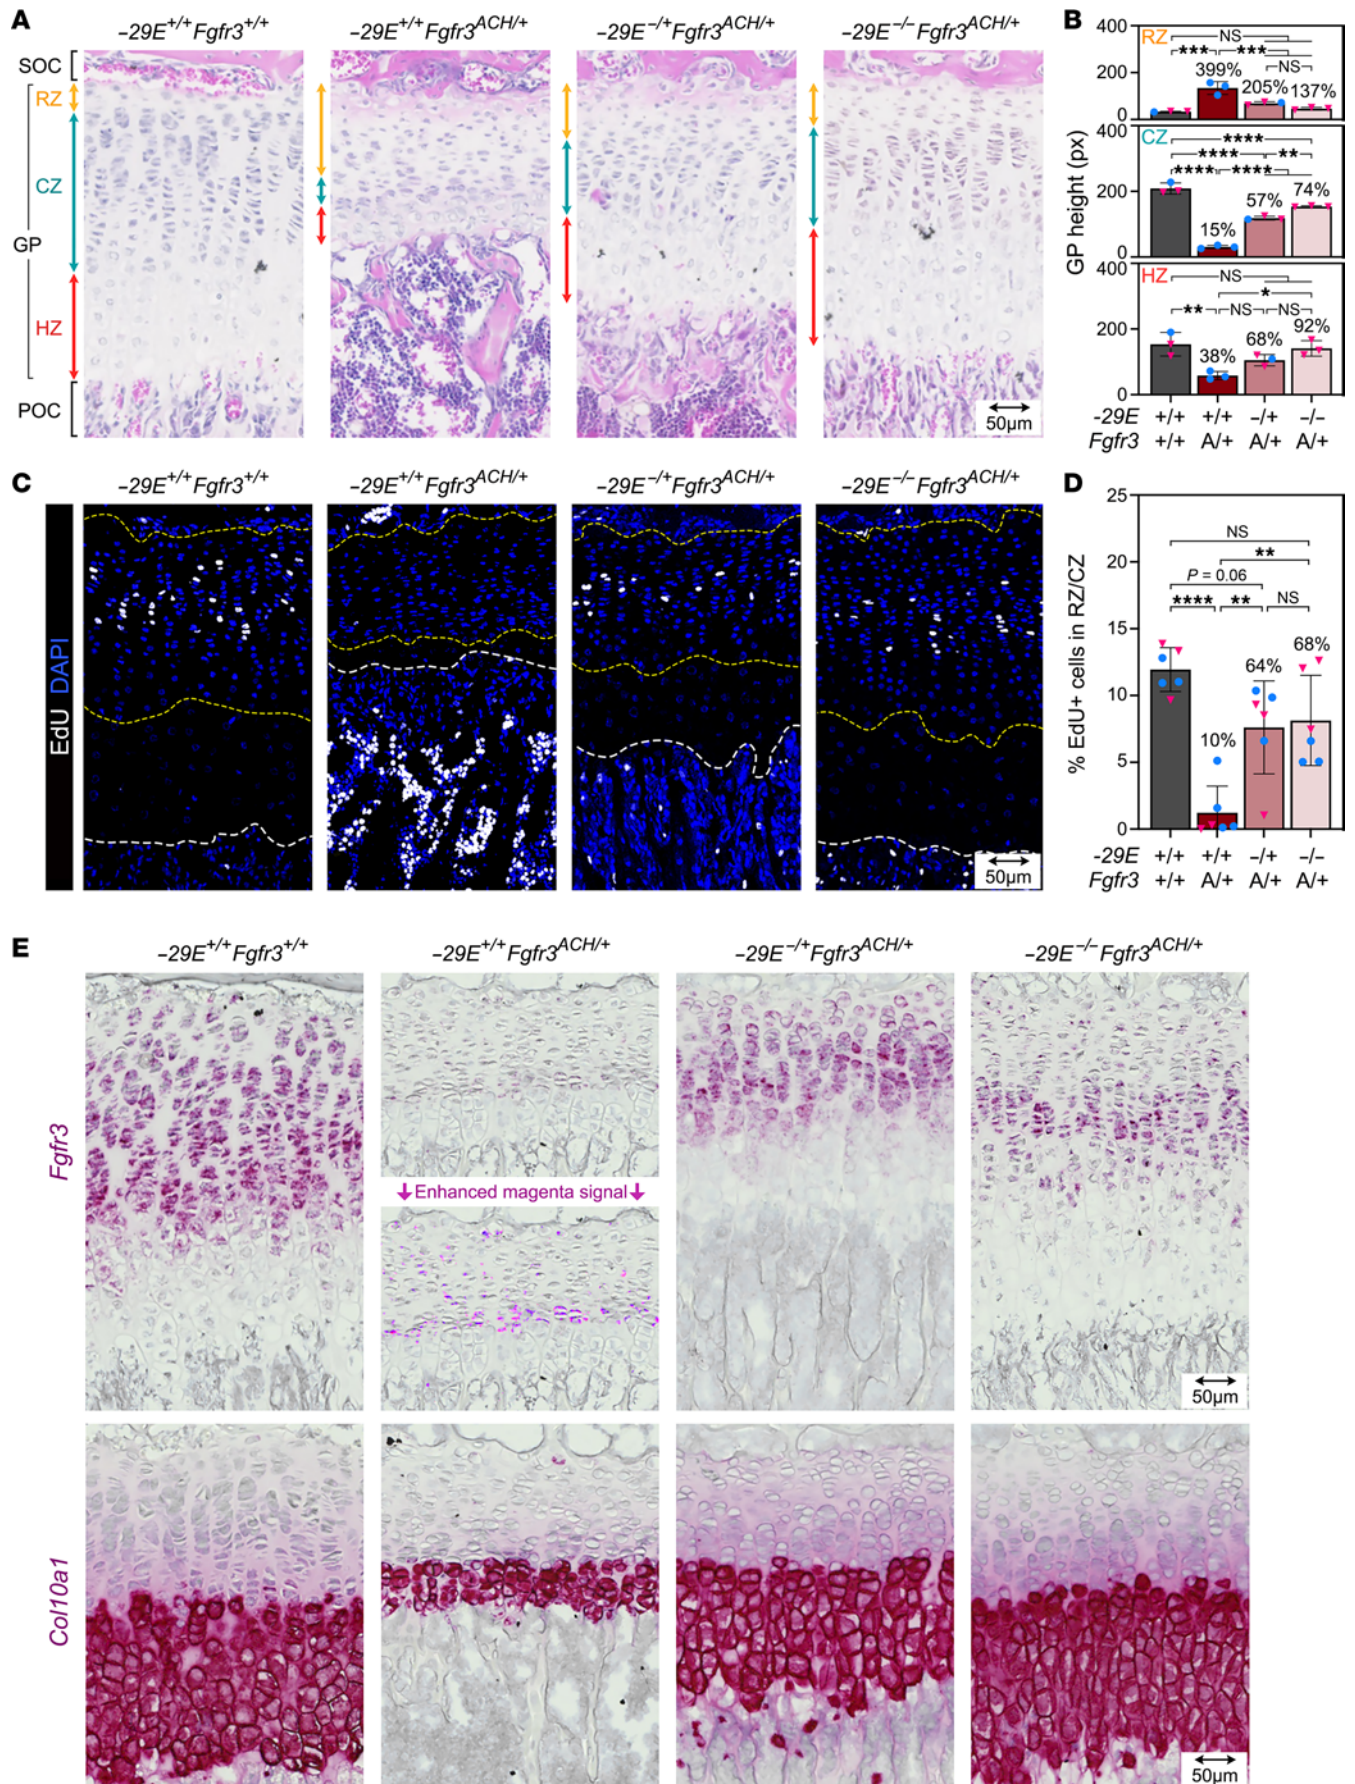 A
-29E+/+Fgfr3+/+
-29E+/+Fgfr3ACH/+
-29E-/+Fgfr3ACH/+
-29E-/-Fgfr3ACH/+
SOC
RZ
CZ
GP
HZ
POC
50µm
B
GP height (px)
400
RZ
NS
*** ***
399% NS
200
205% 137%
0
400
CZ
****
**** **
**** ****
200
74%
57%
15%
0
400
HZ
NS
*
** NS NS
200
92%
68%
38%
0
-29E +/+ +/+ -/+ -/-
Fgfr3 +/+ A/+ A/+ A/+
C
-29E+/+Fgfr3+/+
-29E+/+Fgfr3ACH/+
-29E-/+Fgfr3ACH/+
-29E-/-Fgfr3ACH/+
EdU DAPI
50µm
D
% EdU+ cells in RZ/CZ
25
20
NS
**
P = 0.06
**** ** NS
15
68%
64%
10
10%
5
0
-29E +/+ +/+ -/+ -/-
Fgfr3 +/+ A/+ A/+ A/+
E
-29E+/+Fgfr3+/+
-29E+/+Fgfr3ACH/+
-29E-/+Fgfr3ACH/+
-29E-/-Fgfr3ACH/+
Fgfr3
↓Enhanced magenta signal↓
50µm
Col10a1
50µm